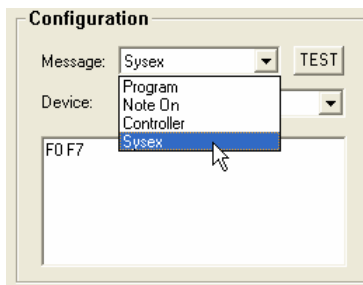 Configuration
Message: Sysex TEST
Program
Device: Note On
Controller
Sysex
F0 F7